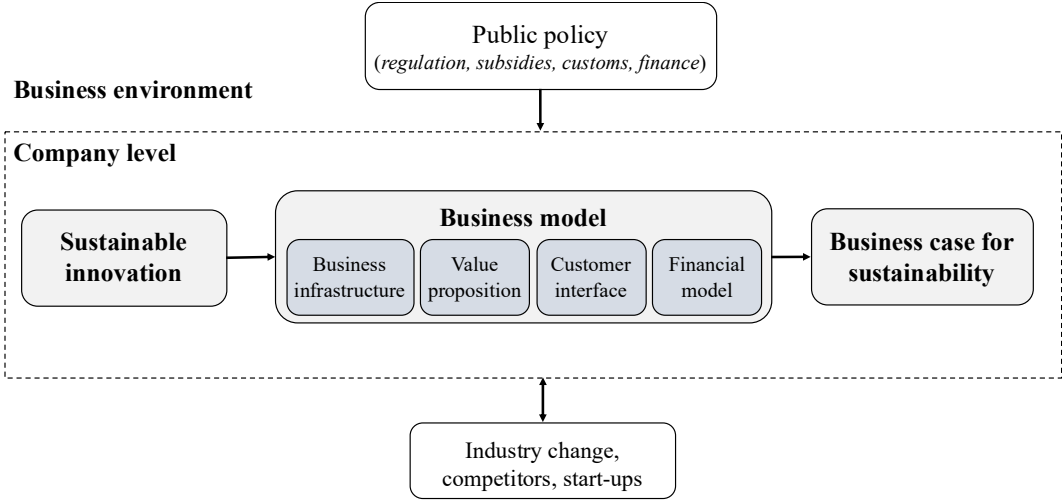 Public policy
(regulation, subsidies, customs, finance)
Business environment
Company level
Sustainable
innovation
Business model
Business
infrastructure
Value
proposition
Customer
interface
Financial
model
Business case for
sustainability
Industry change,
competitors, start-ups